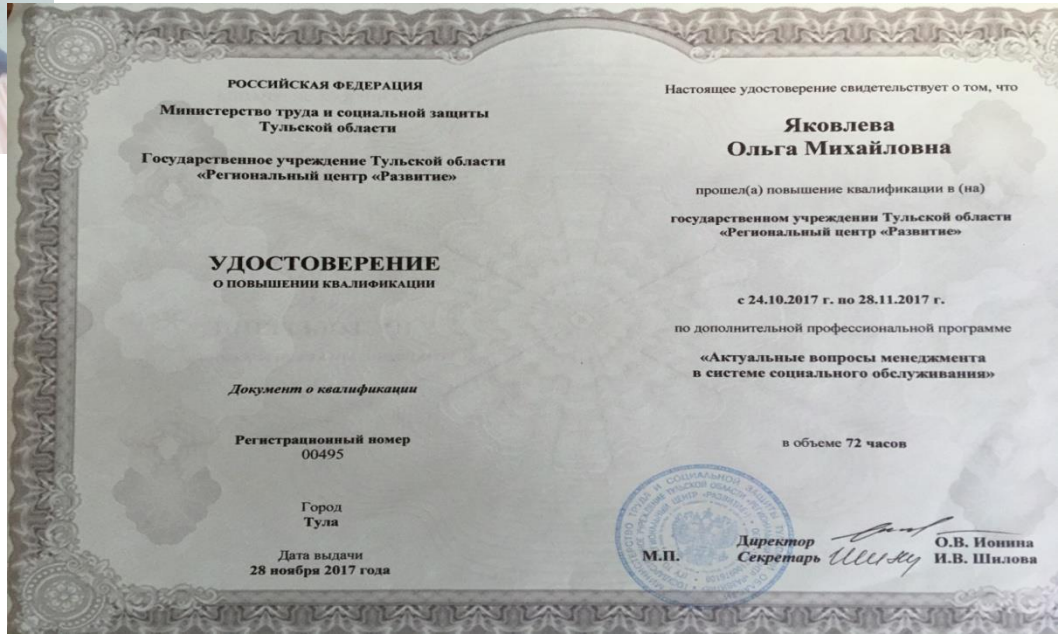 РОССИЙСКАЯ ФЕДЕРАЦИЯ
Министерство труда и социальной защиты
Тульской области
Государственное учреждение Тульской области
«Региональный центр «Развитие»
УДОСТОВЕРЕНИЕ
О ПОВЫШЕНИИ КВАЛИФИКАЦИИ
Документ о квалификации
Регистрационный номер
00495
Город
Тула
Дата выдачи
28 ноября 2017 года
Настоящее удостоверение свидетельствует о том, что
Яковлева
Ольга Михайловна
прошел(а) повышение квалификации в (на)
государственном учреждении Тульской области
«Региональный центр «Развитие»
с 24.10.2017 г. по 28.11.2017 г.
по дополнительной профессиональной программе
«Актуальные вопросы менеджмента
в системе социального обслуживания»
в объеме 72 часов
М.П.
Директор О.В. Ионина
Секретарь И.В. Шилова